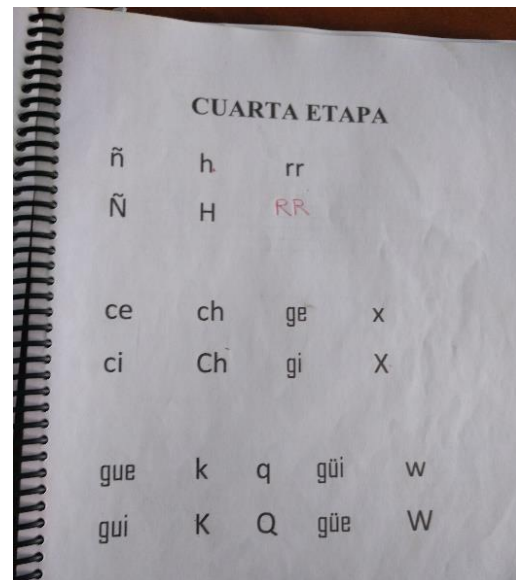 CUARTA ETAPA
ñ h rr
Ñ H RR
ce ch ge x
ci Ch gi X
gue k q güi w
gui K Q güe W